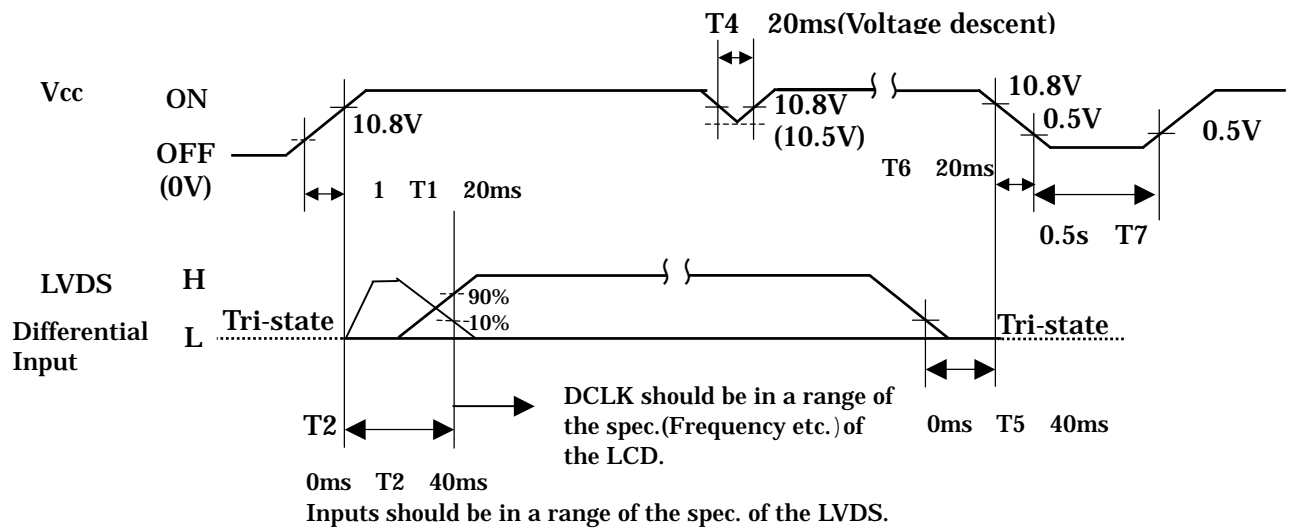 T4 20ms(Voltage descent)
Vcc
ON
10.8V
10.8V
(10.5V)
10.8V
0.5V
0.5V
OFF
(0V)
T6 20ms
1 T1 20ms
0.5s T7
LVDS
Differential
Input
H
L
Tri-state
90%
10%
Tri-state
T2
DCLK should be in a range of
the spec.(Frequency etc.)of
the LCD.
0ms T5 40ms
0ms T2 40ms
Inputs should be in a range of the spec. of the LVDS.